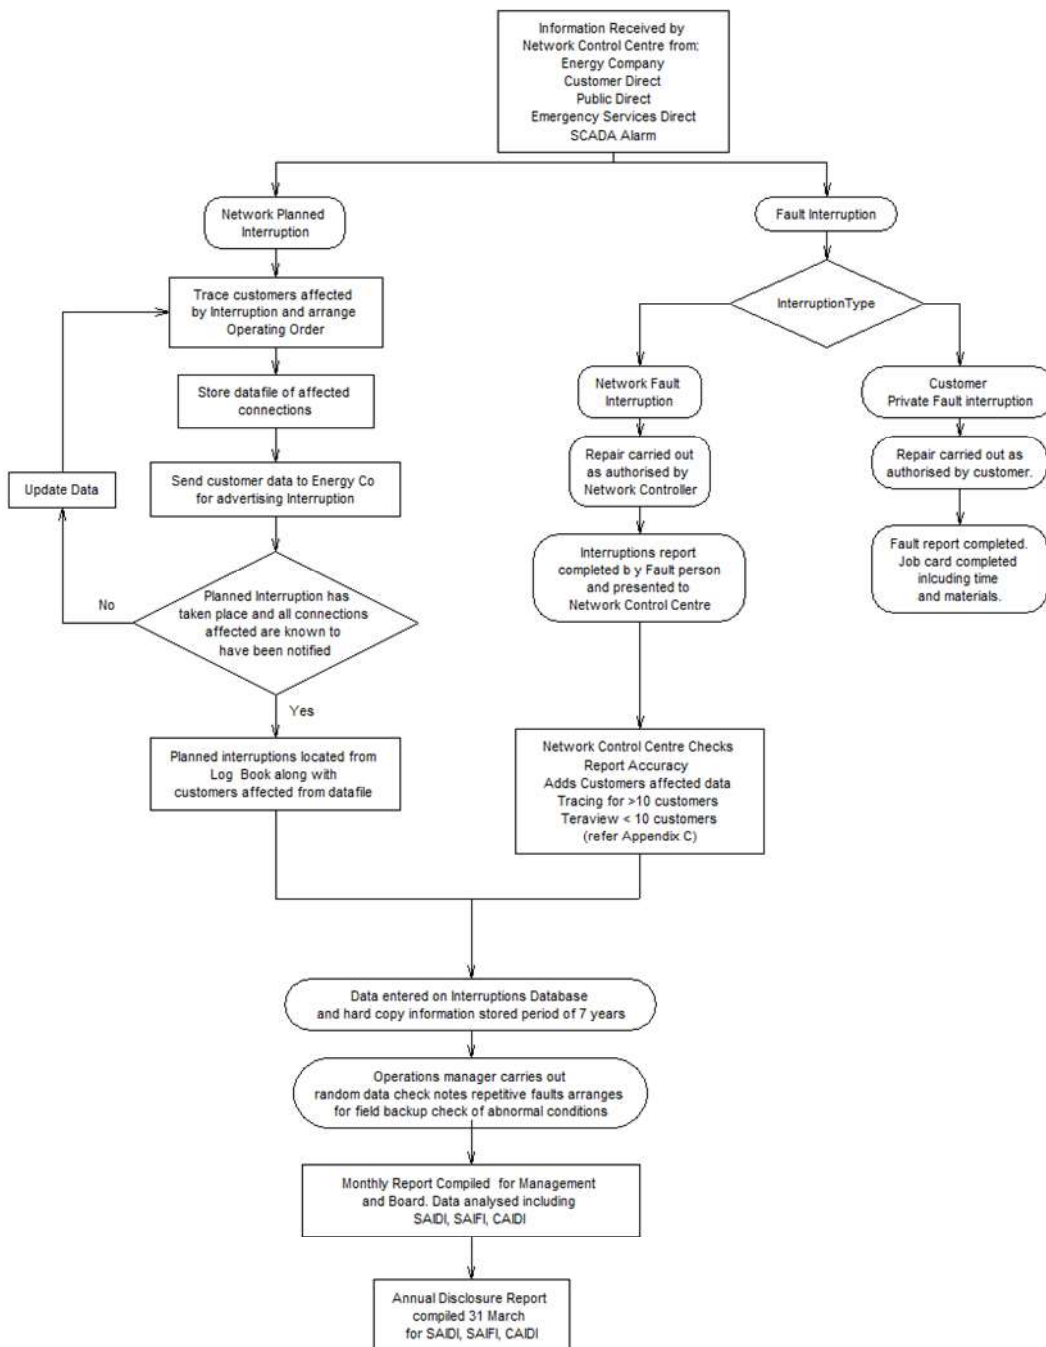 Information Received by
Network Control Centre from:
Energy Company
Customer Direct
Public Direct
Emergency Services Direct
SCADA Alarm
Network Planned
Interruption
Fault Interruption
Trace customers affected
by Interruption and arrange
Operating Order
InterruptionType
Store datafile of affected
connections
Network Fault
Interruption
Customer
Private Fault interruption
Update Data
Send customer data to Energy Co
for advertising Interruption
Repair carried out
as authorised by
Network Controller
Repair carried out as
authorised by customer.
No
Planned Interruption has
taken place and all connections
affected are known to
have been notified
Yes
Interruptions report
completed b y Fault person
and presented to
Network Control Centre
Fault report completed.
Job card completed
inlcuding time
and materials.
Planned interruptions located from
Log Book along with
customers affected from datafile
Network Control Centre Checks
Report Accuracy
Adds Customers affected data
Tracing for >10 customers
Teraview < 10 customers
(refer Appendix C)
Data entered on Interruptions Database
and hard copy information stored period of 7 years
Operations manager carries out
random data check notes repetitive faults arranges
for field backup check of abnormal conditions
Monthly Report Compiled for Management
and Board. Data analysed including
SAIDI, SAIFI, CAIDI
Annual Disclosure Report
compiled 31 March
for SAIDI, SAIFI, CAIDI